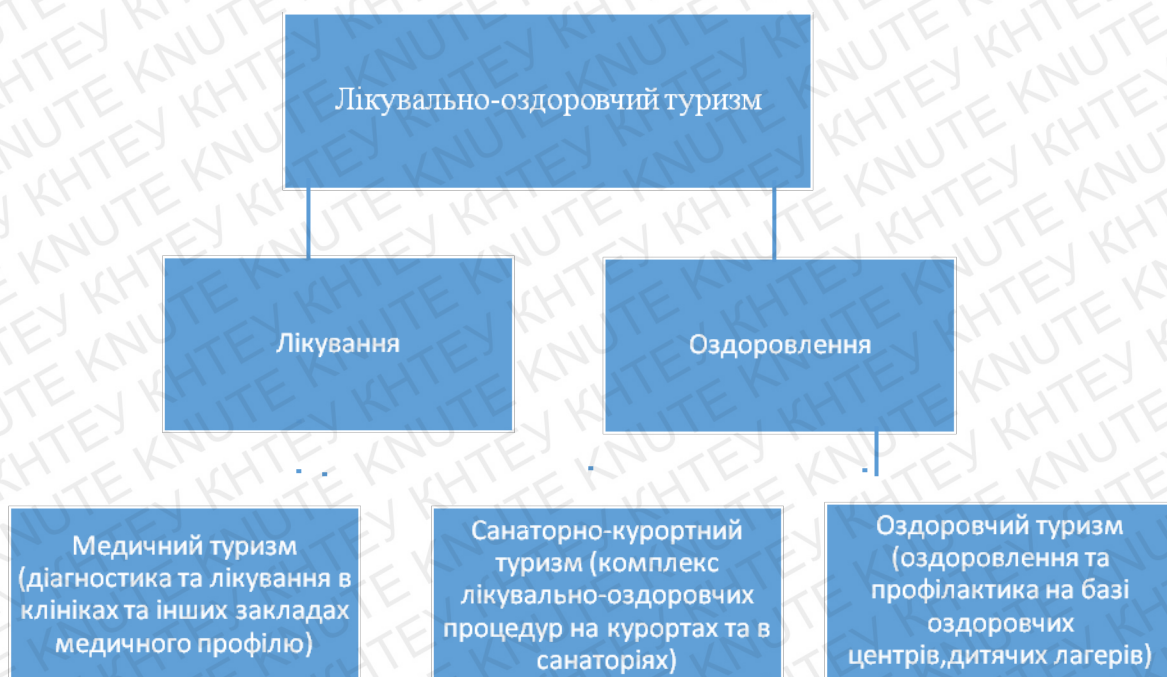 Лікувально-оздоровчий туризм
Лікування
Оздоровлення
Медичний туризм
(діагностика та лікування в
клініках та інших закладах
медичного профілю)
Санаторно-курортний
туризм (комплекс
лікувально-оздоровчих
процедур на курортах та в
санаторіях)
Оздоровчий туризм
(оздоровлення та
профілактика на базі
оздоровчих
центрів,дитячих лагерів)